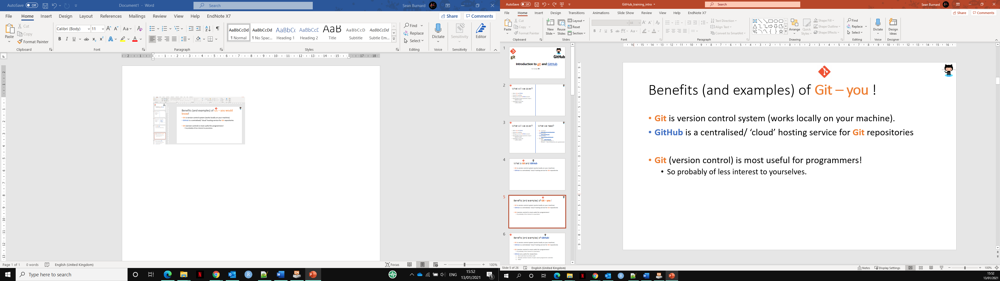 AutoSave Off
Document1 - Word
Search
Sean Burnard
File Home Insert Design Layout References Mailings Review View Help EndNote X7
Share Comments
Paste
Cut
Copy
Format Painter
Clipboard
Calibri (Body) 11
Font
Paragraph
AaBbCcDd AaBbCcDd AaBbCc AaBbCcC AaB AaBbCcD AaBbCcDd
¶ Normal ¶ No Spac... Heading 1 Heading 2 Title Subtitle Subtle Em...
Styles
Find
Replace
Select
Editing
Dictate
Voice
Sensitivity
Sensitivity
Editor
Editor
Benefits (and examples) of Git – you would
know!
Git is version control system (works locally on your machine).
GitHub is a centralised/ 'cloud' hosting service for Git repositories
Git (version control) is most useful for programmers!
So probably of less interest to yourselves.
Page 1 of 1 0 words English (United Kingdom)
Focus
100%
Type here to search
ENG
15:52
13/01/2021
AutoSave Off
GitHub_training_intro
Search
Sean Burnard
File Home Insert Design Transitions Animations Slide Show Review View Help EndNote X7
Share Comments
Paste
Cut
Copy
Format Painter
Clipboard
New Slide
Reuse Slides
Layout
Reset
Section
Slides
44
Font
Text Direction
Align Text
Convert to SmartArt
Paragraph
Arrange
Quick Styles
Shape Fill
Shape Outline
Shape Effects
Drawing
Find
Replace
Select
Editing
Dictate
Voice
Design Ideas
Designer
1
git
GitHub
Introduction to git and GitHub
2
What will we cover?
3
What will we cover? What we need?
4
What is Git and GitHub
Git is version control system (works locally on your machine).
GitHub is a centralised/ 'cloud' hosting service for Git repositories
5
Benefits (and examples) of Git – you !
Git is version control system (works locally on your machine).
GitHub is a centralised/ 'cloud' hosting service for Git repositories
Git (version control) is most useful for programmers!
So probably of less interest to yourselves.
6
Benefits (and examples) of GitHub!
Git is version control system (works locally on your machine).
GitHub is a centralised/ 'cloud' hosting service for Git repositories
Git (version control) is most useful for programmers!
So probably of less interest to yourselves.
GitHub very useful for researchers
Benefits (and examples) of Git – you !
• Git is version control system (works locally on your machine).
• GitHub is a centralised/ ‘cloud’ hosting service for Git repositories
• Git (version control) is most useful for programmers!
• So probably of less interest to yourselves.
Slide 5 of 26 English (United Kingdom)
Notes Display Settings
100%
15:52
13/01/2021